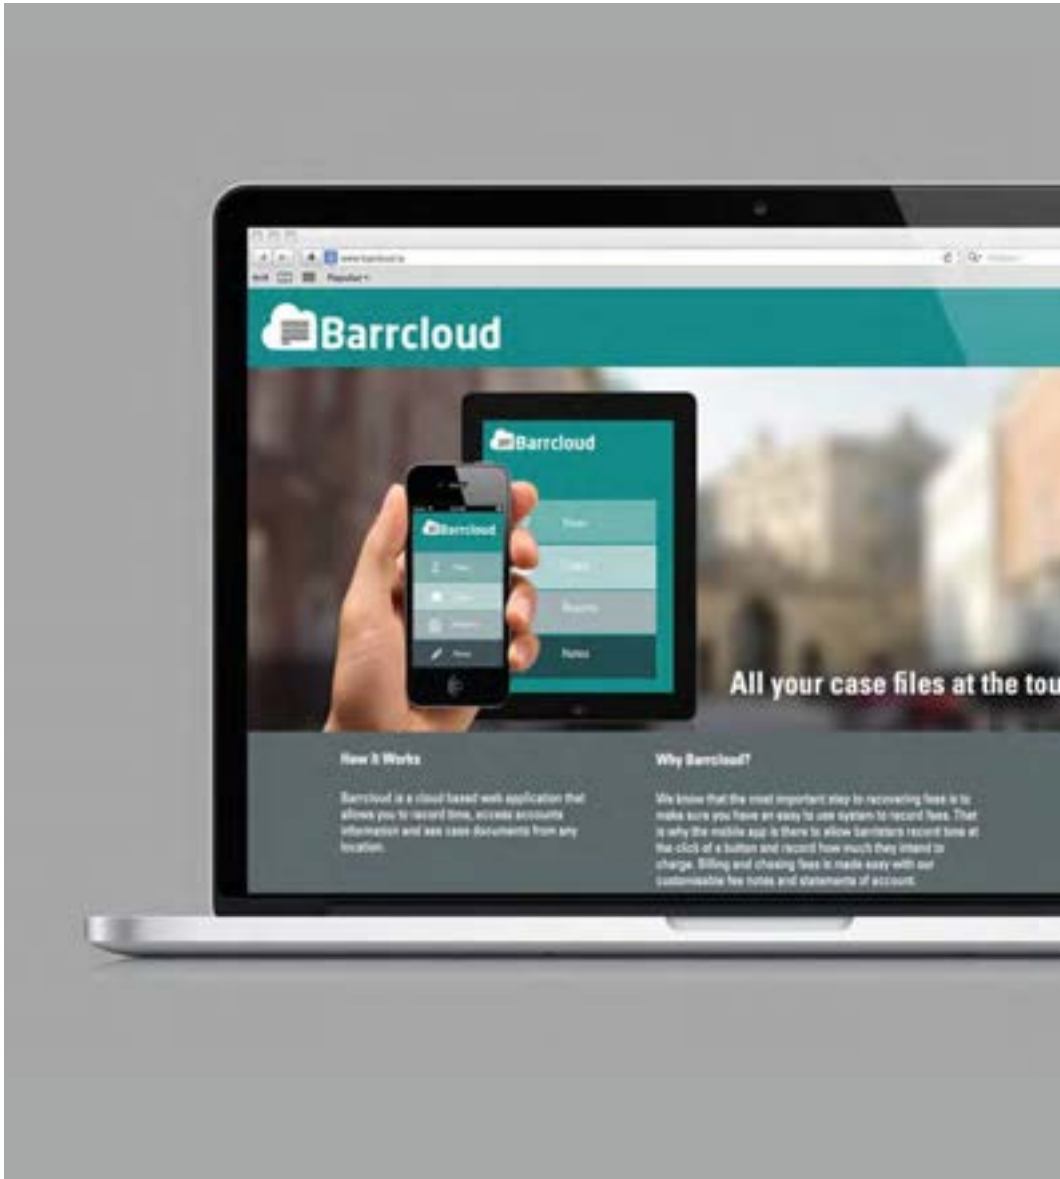 www.barrcloud.ie
Popular
Barrcloud
Barrcloud
Barrcloud
Notes
All your case files at the tou
How It Works
Barrcloud is a cloud based web application that
allows you to record time, access accounts
information and see case documents from any
location.
Why Barrcloud?
We know that the most important step to recovering fees is to
make sure you have an easy to use system to record fees. That
is why the mobile app is there to allow barristers record time at
the click of a button and record how much they intend to
charge. Billing and chasing fees is made easy with our
customisable fee notes and statements of account.